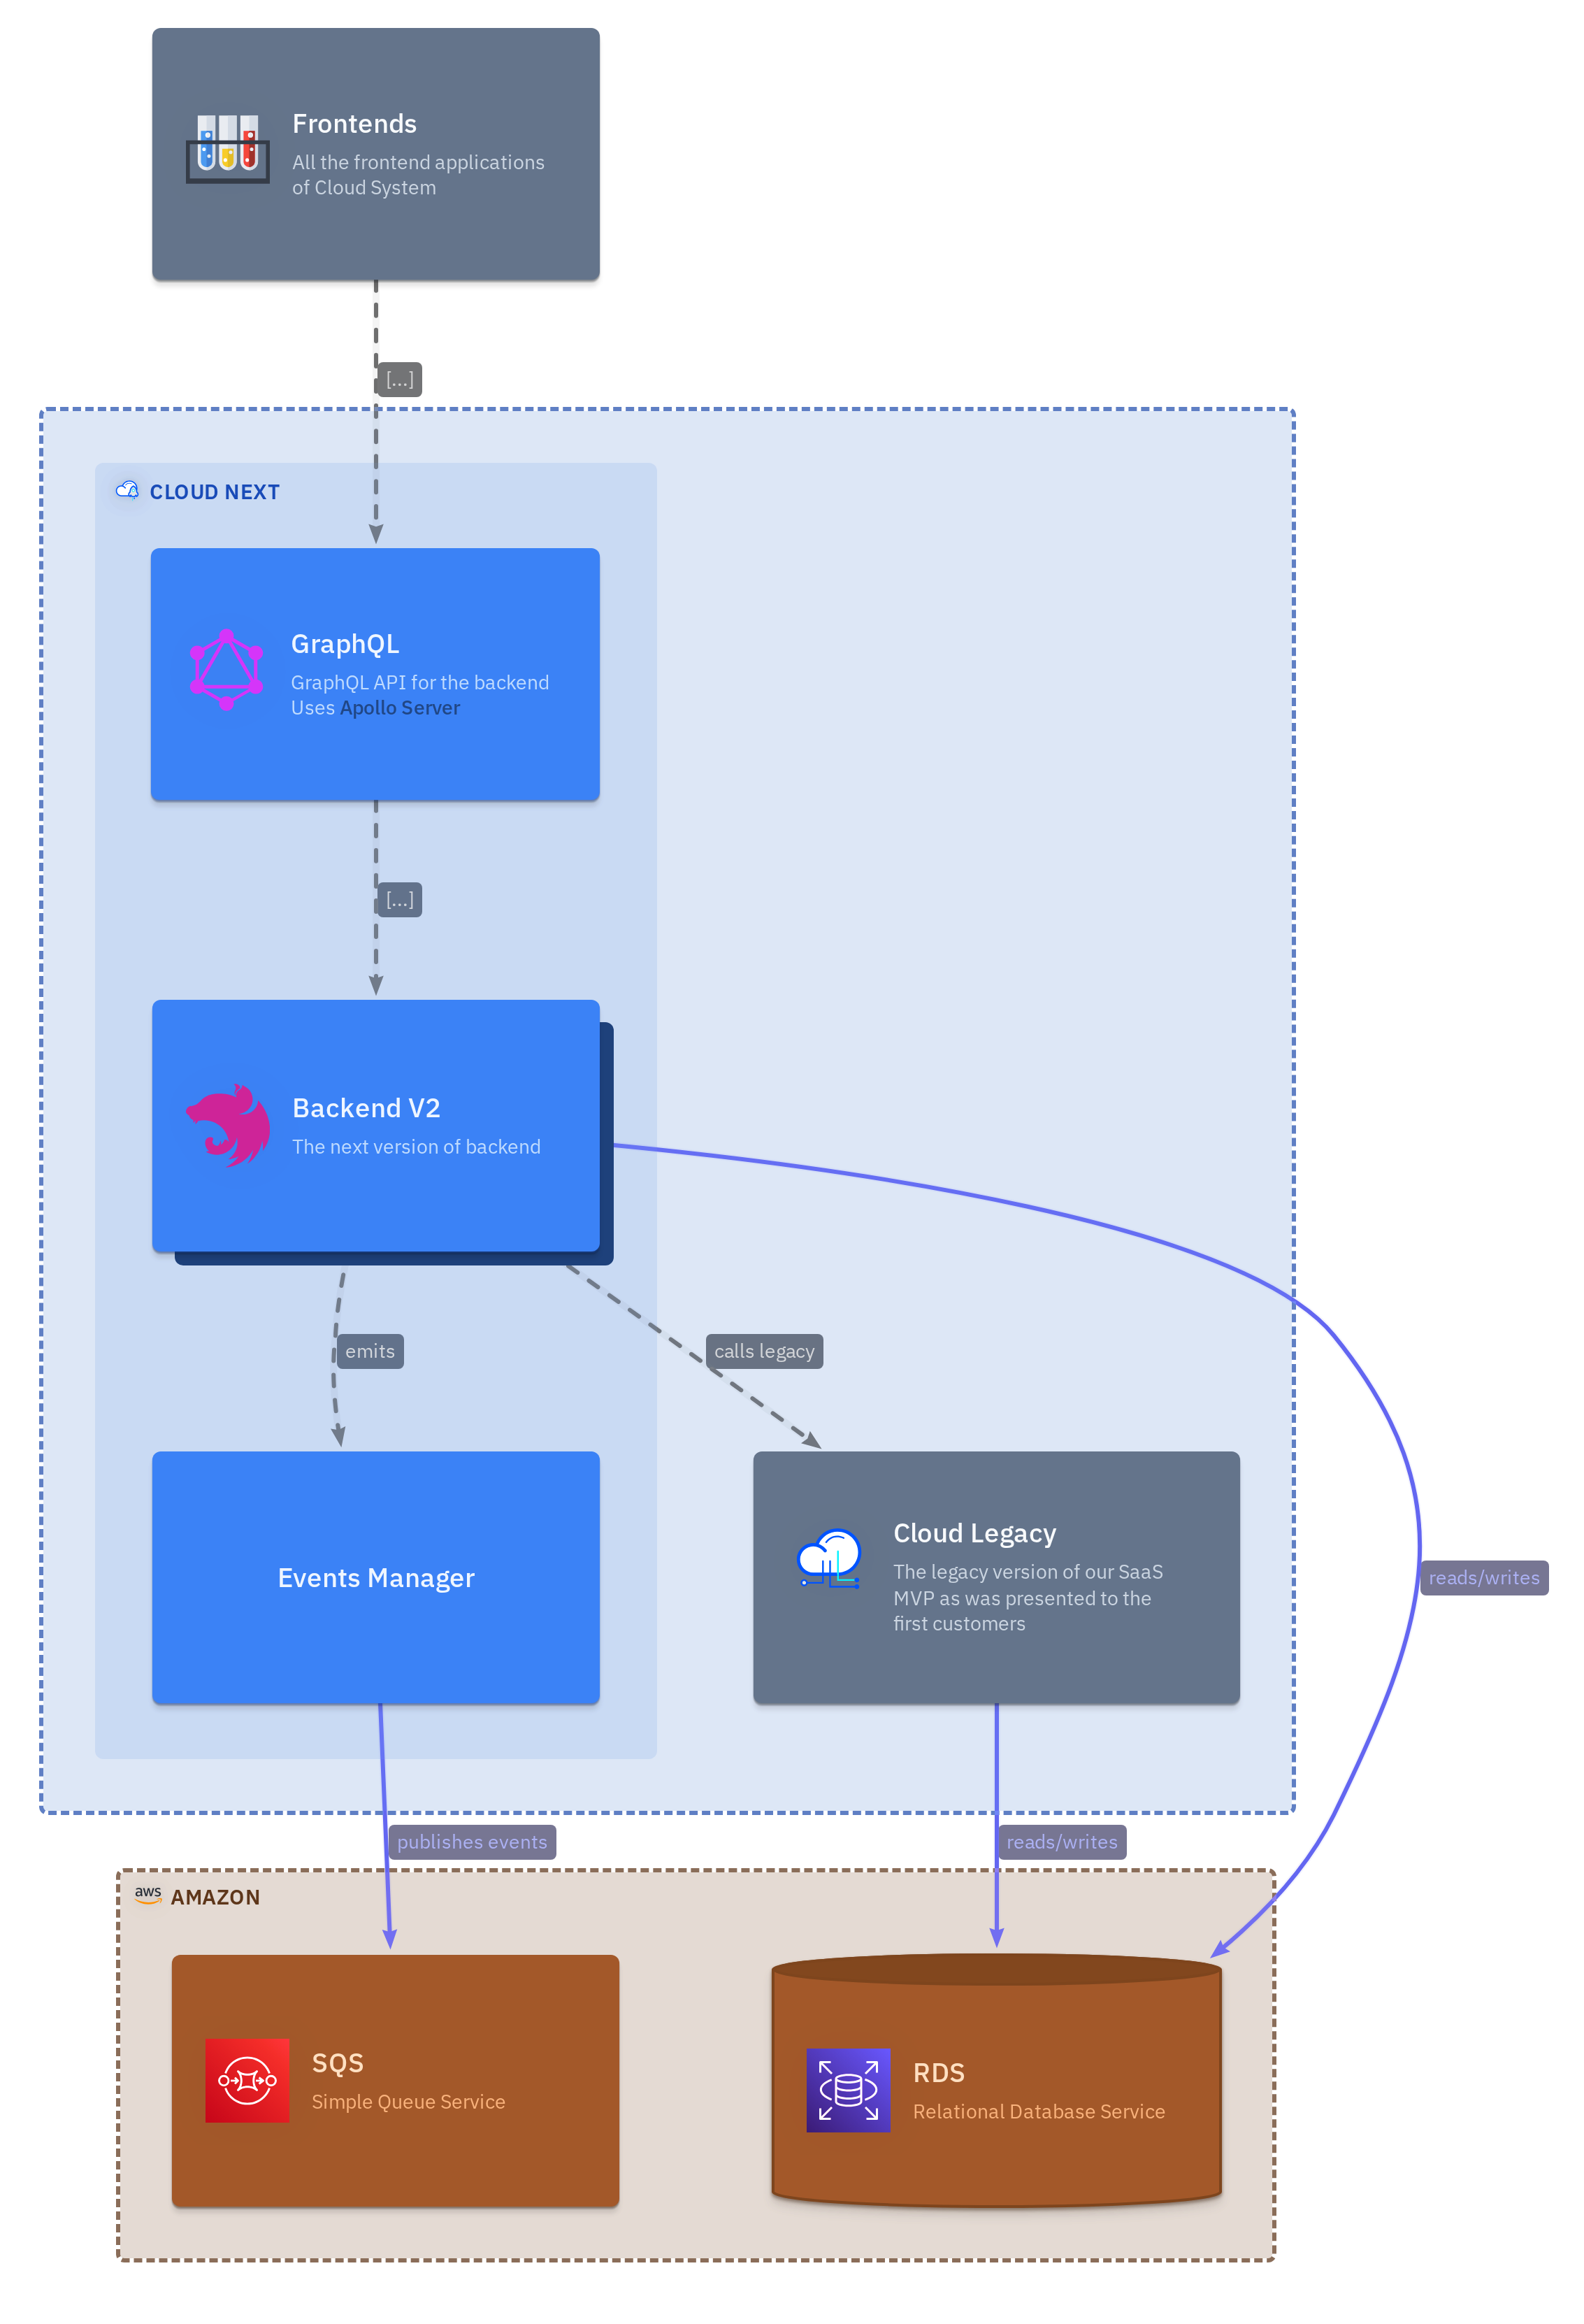 Frontends
All the frontend applications
of Cloud System
[...]
CLOUD NEXT
GraphQL
GraphQL API for the backend
Uses Apollo Server
[...]
Backend V2
The next version of backend
emits
calls legacy
Events Manager
Cloud Legacy
The legacy version of our SaaS
MVP as was presented to the
first customers
reads/writes
publishes events
reads/writes
aws AMAZON
SQS
Simple Queue Service
RDS
Relational Database Service